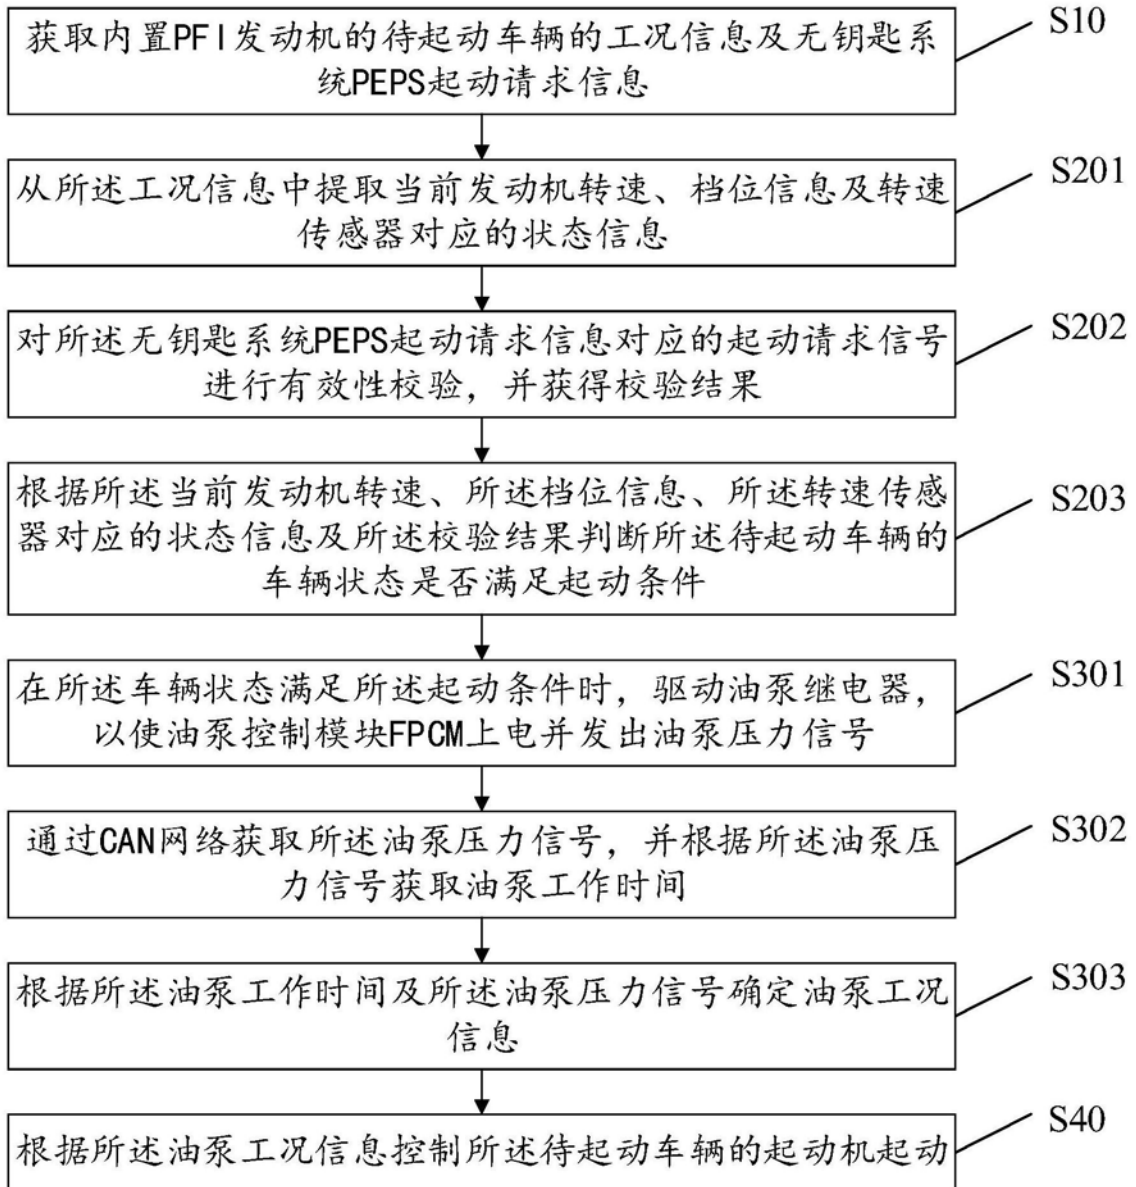 获取内置PFI发动机的待起动车辆的工况信息及无钥匙系
统PEPS起动请求信息
S10
从所述工况信息中提取当前发动机转速、档位信息及转速
传感器对应的状态信息
S201
对所述无钥匙系统PEPS起动请求信息对应的起动请求信号
进行有效性校验，并获得校验结果
S202
根据所述当前发动机转速、所述档位信息、所述转速传感
器对应的状态信息及所述校验结果判断所述待起动车辆的
车辆状态是否满足起动条件
S203
在所述车辆状态满足所述起动条件时，驱动油泵继电器，
以使油泵控制模块FPCM上电并发出油泵压力信号
S301
通过CAN网络获取所述油泵压力信号，并根据所述油泵压
力信号获取油泵工作时间
S302
根据所述油泵工作时间及所述油泵压力信号确定油泵工况
信息
S303
根据所述油泵工况信息控制所述待起动车辆的起动机起动
S40